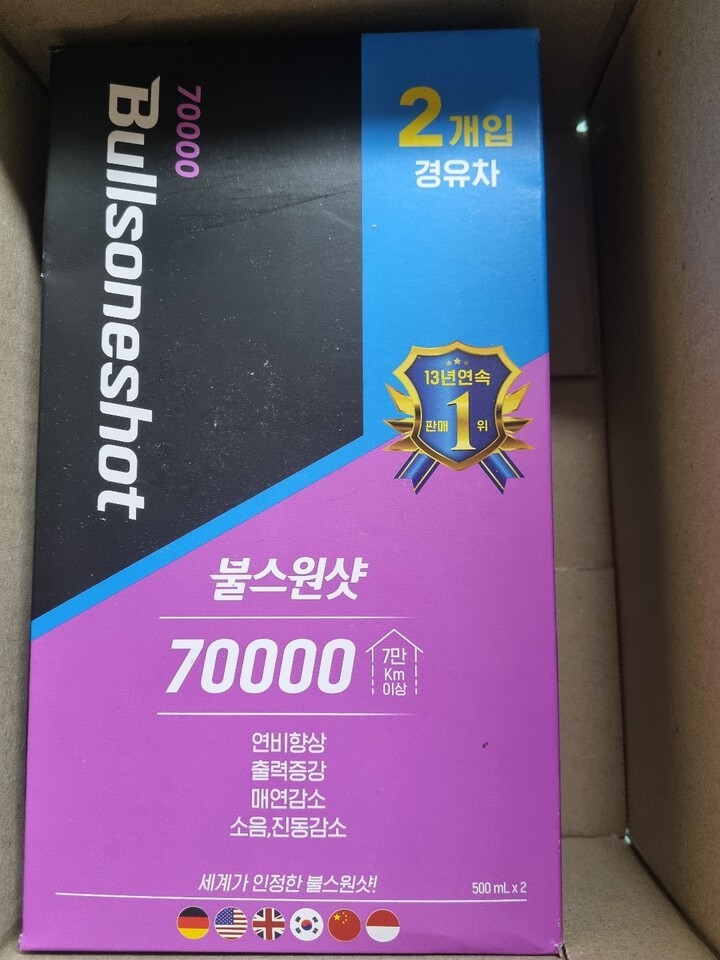 70000
Bullsoneshot
2개입
경유차
13년연속
판매 1 위
불스원샷
70000
7만
Km
이상
연비향상
출력증강
매연감소
소음,진동감소
세계가 인정한 불스원샷!
500 mL x 2